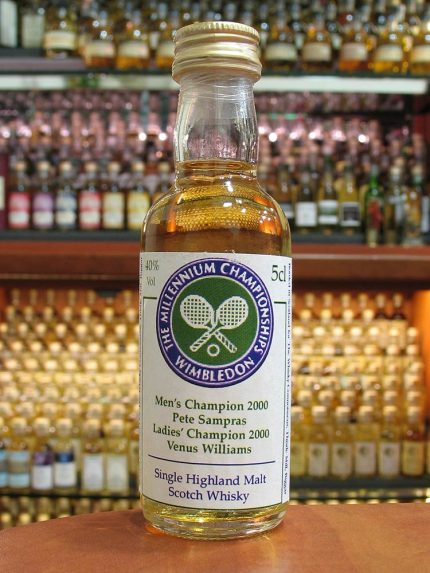 40%
Vol
5cl
THE MILLENNIUM CHAMPIONSHIPS
WIMBLEDON
Men's Champion 2000
Pete Sampras
Ladies' Champion 2000
Venus Williams
Single Highland Malt
Scotch Whisky